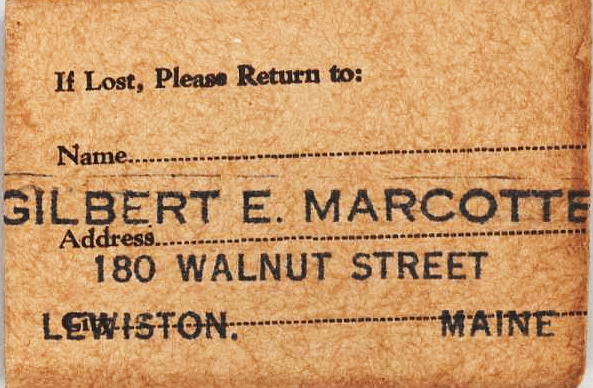 If Lost, Please Return to:
Name
GILBERT E. MARCOTTE
Address
180 WALNUT STREET
LEWISTON. MAINE